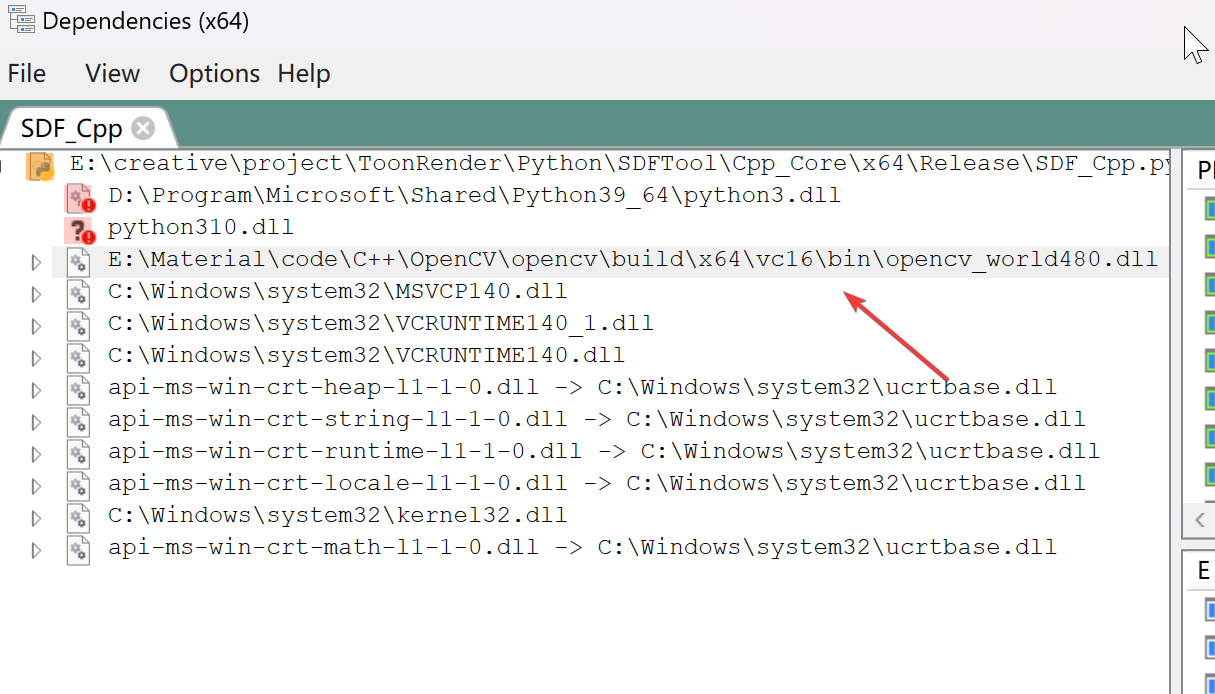 Dependencies (x64)
File View Options Help
SDF_Cpp
E:\creative\project\ToonRender\Python\SDFTool\Cpp_Core\x64\Release\SDF_Cpp.py
D:\Program\Microsoft\Shared\Python39_64\python3.dll
python310.dll
E:\Material\code\C++\OpenCV\opencv\build\x64\vc16\bin\opencv_world480.dll
C:\Windows\system32\MSVCP140.dll
C:\Windows\system32\VCRUNTIME140_1.dll
C:\Windows\system32\VCRUNTIME140.dll
api-ms-win-crt-heap-l1-1-0.dll -> C:\Windows\system32\ucrtbase.dll
api-ms-win-crt-string-l1-1-0.dll -> C:\Windows\system32\ucrtbase.dll
api-ms-win-crt-runtime-l1-1-0.dll -> C:\Windows\system32\ucrtbase.dll
api-ms-win-crt-locale-l1-1-0.dll -> C:\Windows\system32\ucrtbase.dll
C:\Windows\system32\kernel32.dll
api-ms-win-crt-math-l1-1-0.dll -> C:\Windows\system32\ucrtbase.dll
E